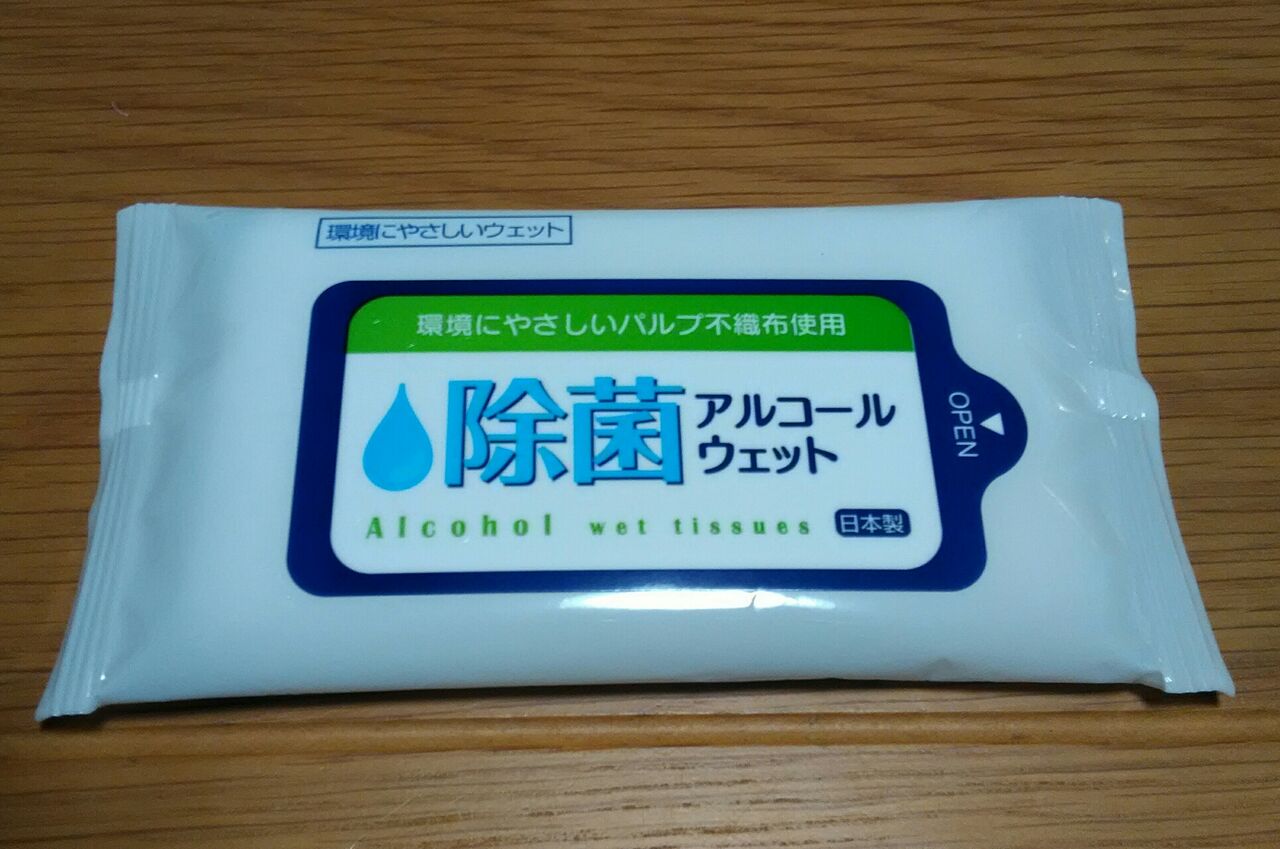 環境にやさしいウェット
環境にやさしいパルプ不織布使用
除菌アルコール
ウェット
Alcohol wet tissues
日本製
OPEN